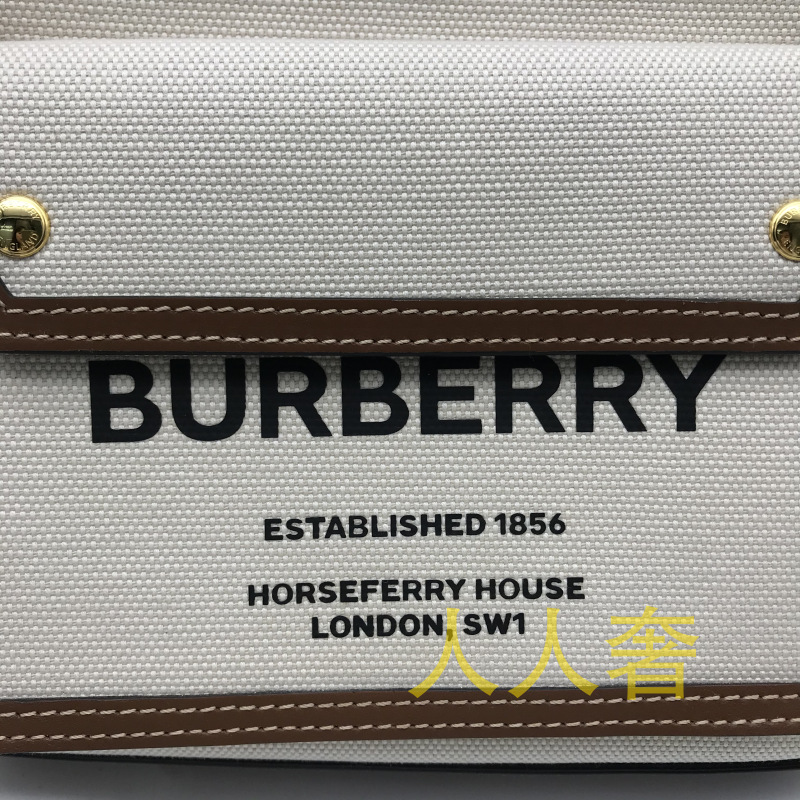 BURBERRY
ESTABLISHED 1856
HORSEFERRY HOUSE
LONDON, SW1
人人奢